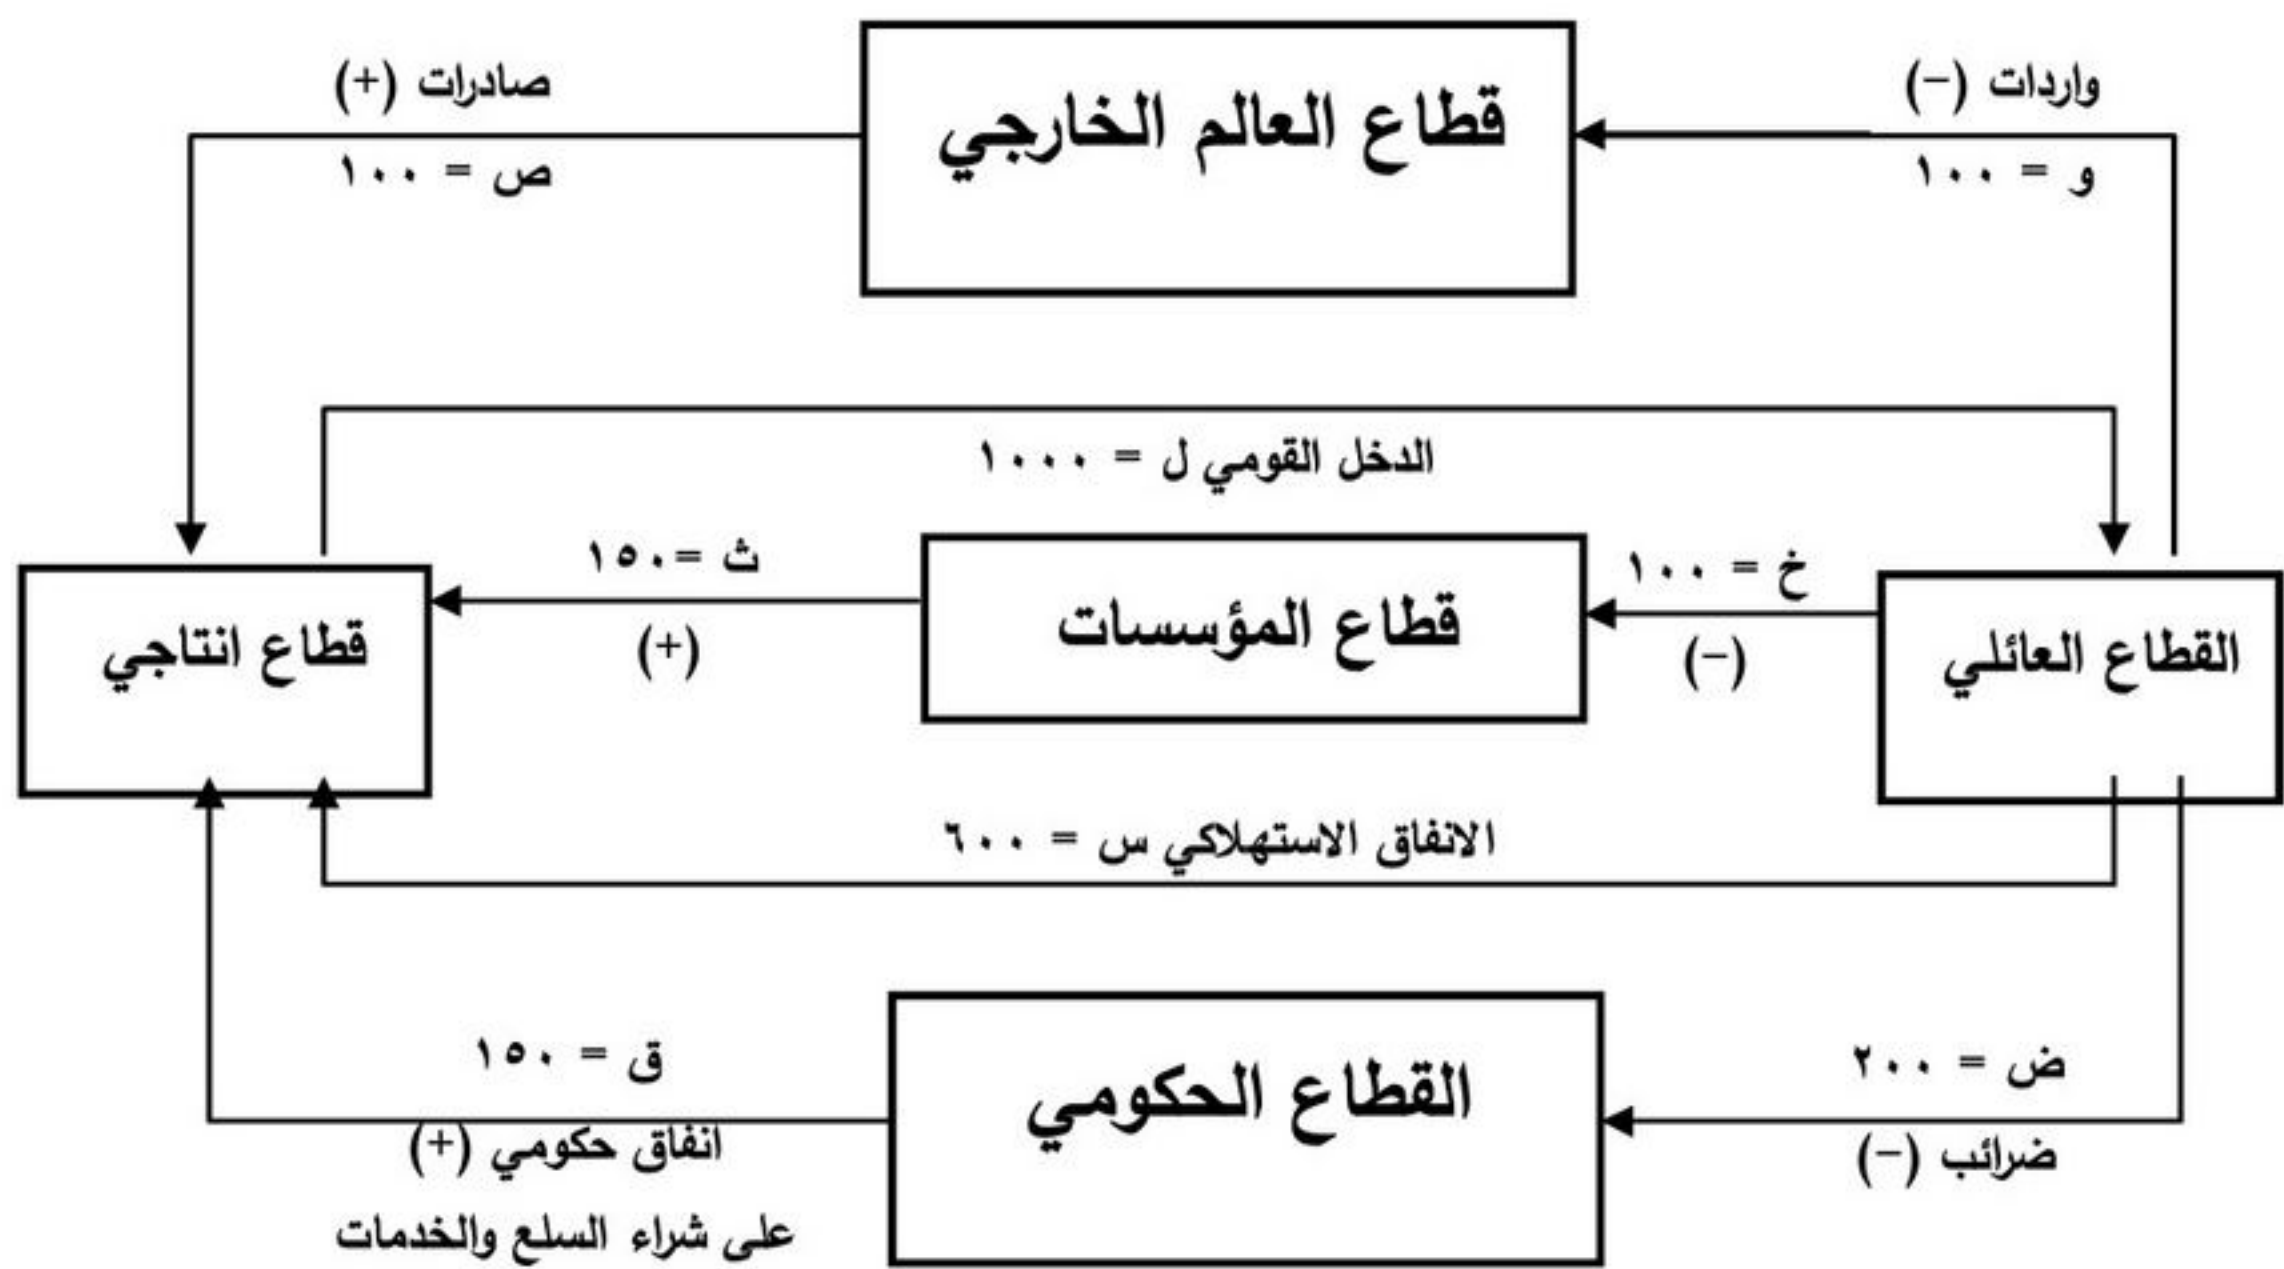 واردات (−)
و = ١٠٠
قطاع العالم الخارجي
صادرات (+)
ص = ١٠٠
الدخل القومي ل = ١٠٠٠
القطاع العائلي
خ = ١٠٠
(−)
قطاع المؤسسات
ث =١٥٠
(+)
قطاع انتاجي
الانفاق الاستهلاكي س = ٦٠٠
ض = ٢٠٠
ضرائب (−)
القطاع الحكومي
ق = ١٥٠
انفاق حكومي (+)
على شراء السلع والخدمات